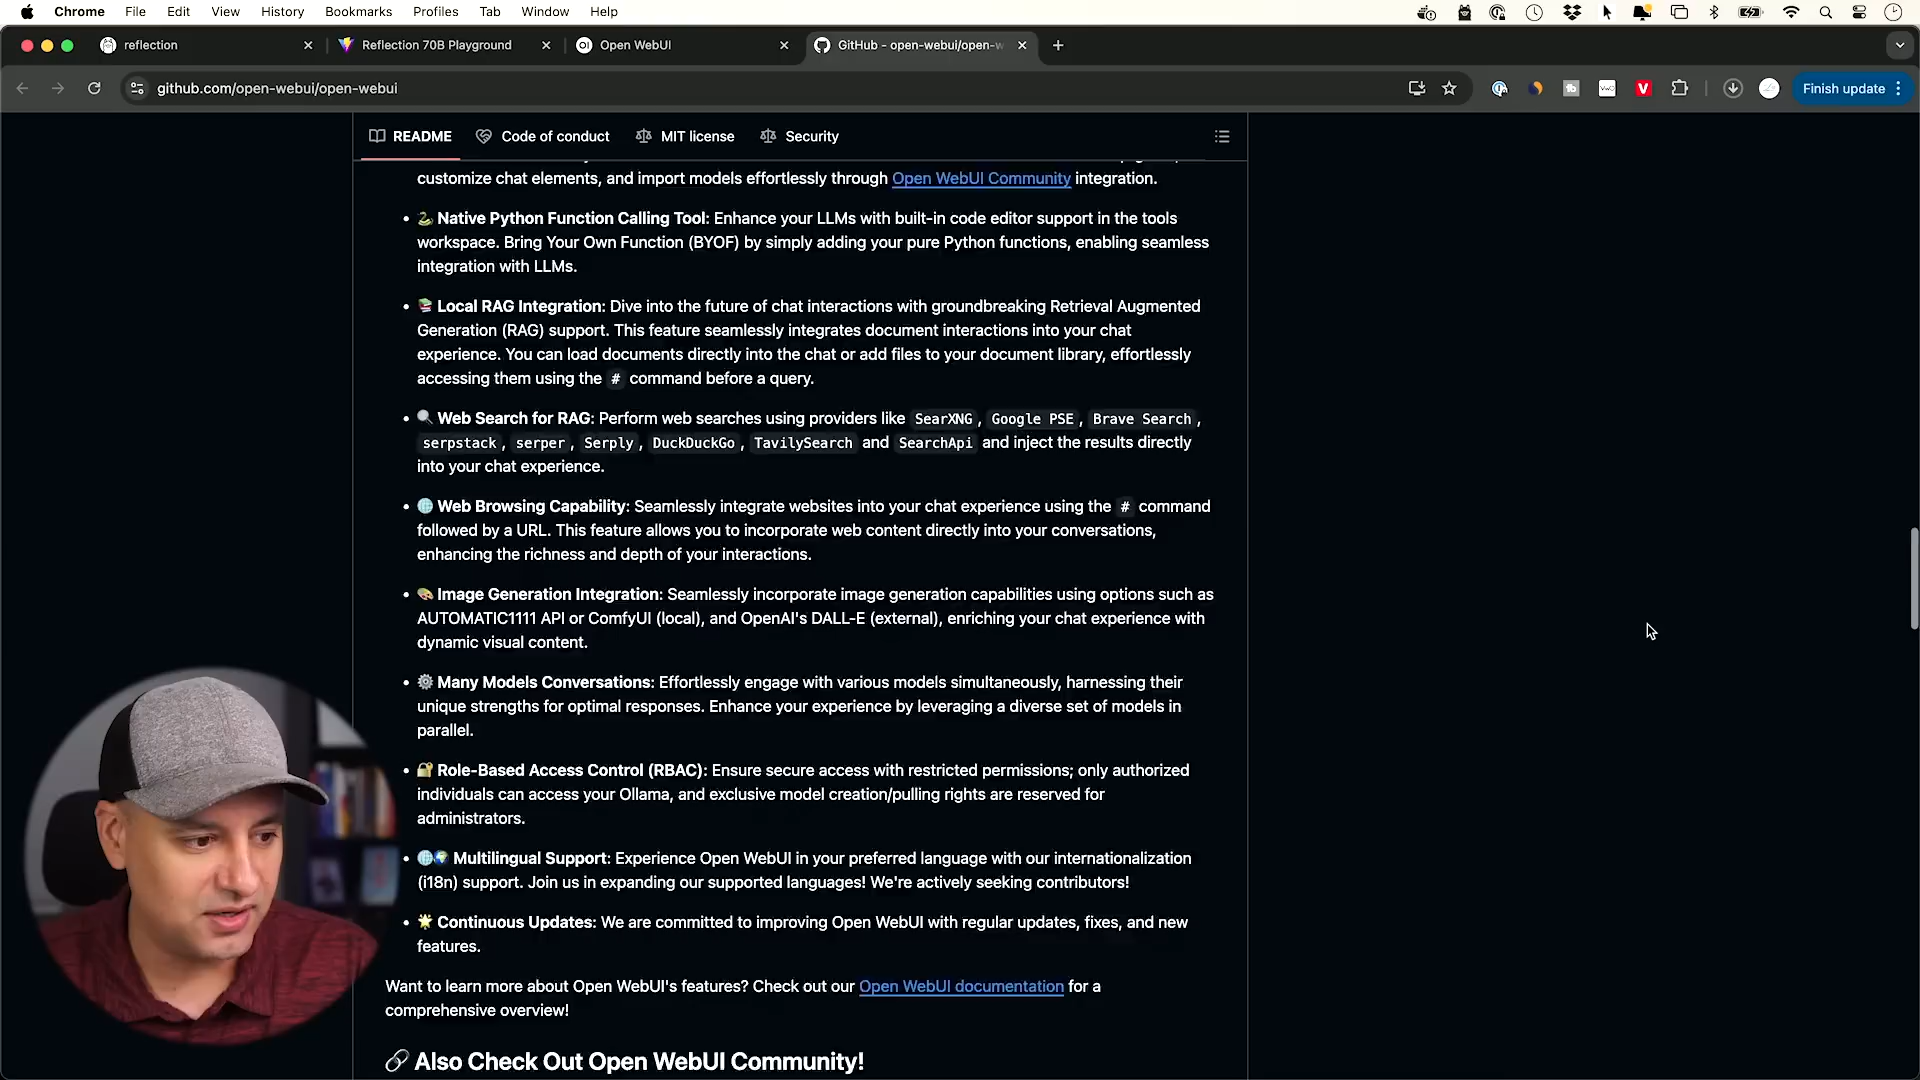 Chrome File Edit View History Bookmarks Profiles Tab Window Help
reflection
Reflection 70B Playground
Open WebUI
GitHub - open-webui/open-w
github.com/open-webui/open-webui
Finish update
README
Code of conduct
MIT license
Security
customize chat elements, and import models effortlessly through Open WebUI Community integration.
Native Python Function Calling Tool: Enhance your LLMs with built-in code editor support in the tools
workspace. Bring Your Own Function (BYOF) by simply adding your pure Python functions, enabling seamless
integration with LLMs.
Local RAG Integration: Dive into the future of chat interactions with groundbreaking Retrieval Augmented
Generation (RAG) support. This feature seamlessly integrates document interactions into your chat
experience. You can load documents directly into the chat or add files to your document library, effortlessly
accessing them using the # command before a query.
Web Search for RAG: Perform web searches using providers like SearXNG, Google PSE, Brave Search,
serpstack, serper, Serply, DuckDuckGo, TavilySearch and SearchApi and inject the results directly
into your chat experience.
Web Browsing Capability: Seamlessly integrate websites into your chat experience using the # command
followed by a URL. This feature allows you to incorporate web content directly into your conversations,
enhancing the richness and depth of your interactions.
Image Generation Integration: Seamlessly incorporate image generation capabilities using options such as
AUTOMATIC1111 API or ComfyUI (local), and OpenAI's DALL-E (external), enriching your chat experience with
dynamic visual content.
Many Models Conversations: Effortlessly engage with various models simultaneously, harnessing their
unique strengths for optimal responses. Enhance your experience by leveraging a diverse set of models in
parallel.
Role-Based Access Control (RBAC): Ensure secure access with restricted permissions; only authorized
individuals can access your Ollama, and exclusive model creation/pulling rights are reserved for
administrators.
Multilingual Support: Experience Open WebUI in your preferred language with our internationalization
(i18n) support. Join us in expanding our supported languages! We're actively seeking contributors!
Continuous Updates: We are committed to improving Open WebUI with regular updates, fixes, and new
features.
Want to learn more about Open WebUI's features? Check out our Open WebUI documentation for a
comprehensive overview!
Also Check Out Open WebUI Community!